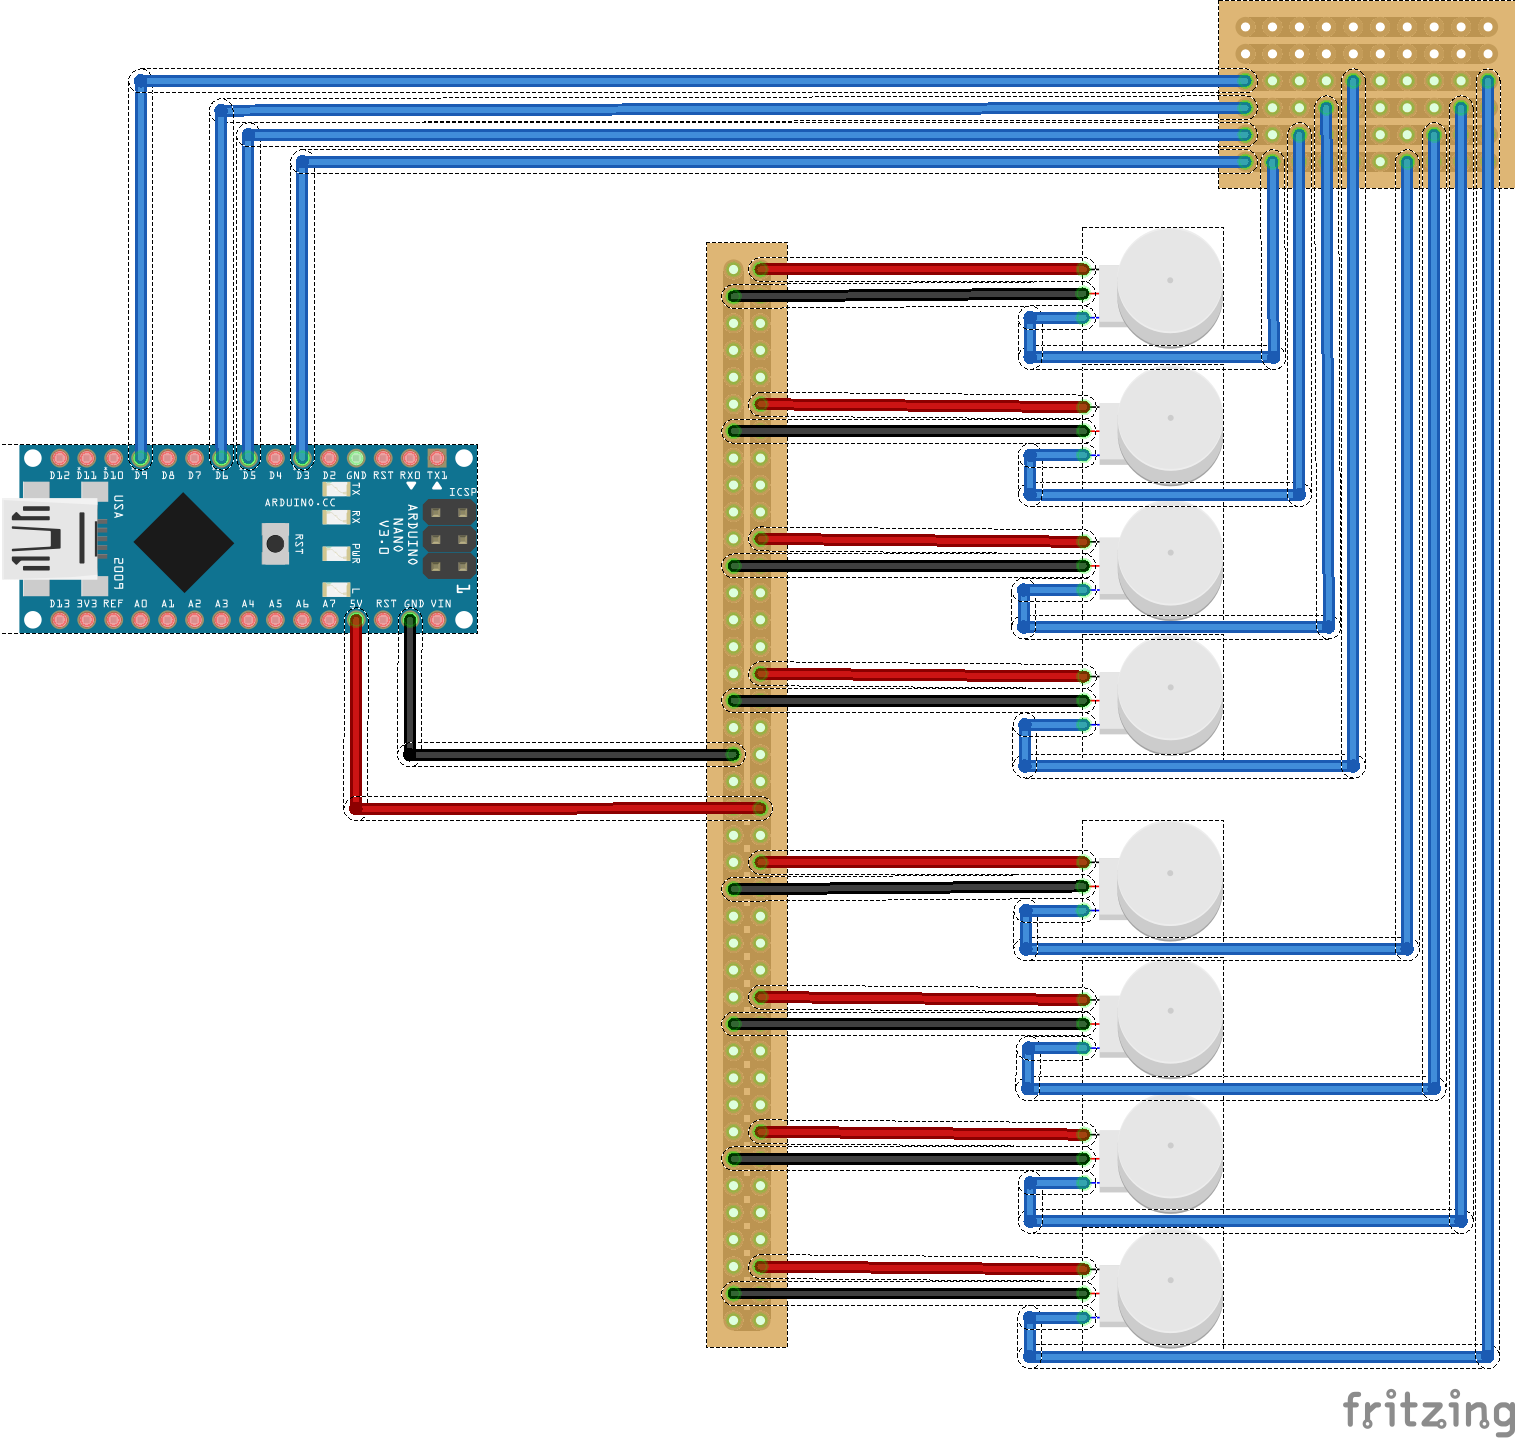 D12 D11 D10 D9 D8 D7 D6 D5 D4 D3 D2 GND RST RX0 TX1
ICSP
ARDUINO.CC
USA
2009
RST
TX
RX
PWR
L
ARDUINO
NANO
V3.0
1
D13 3V3 REF A0 A1 A2 A3 A4 A5 A6 A7 5V RST GND VIN
fritzing